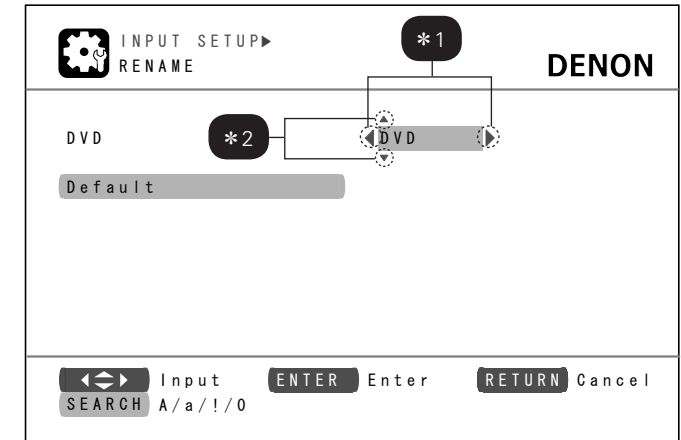 INPUT SETUP▶
RENAME
DENON
*1
DVD
*2
DVD
Default
Input ENTER Enter RETURN Cancel
SEARCH A/a/!/0